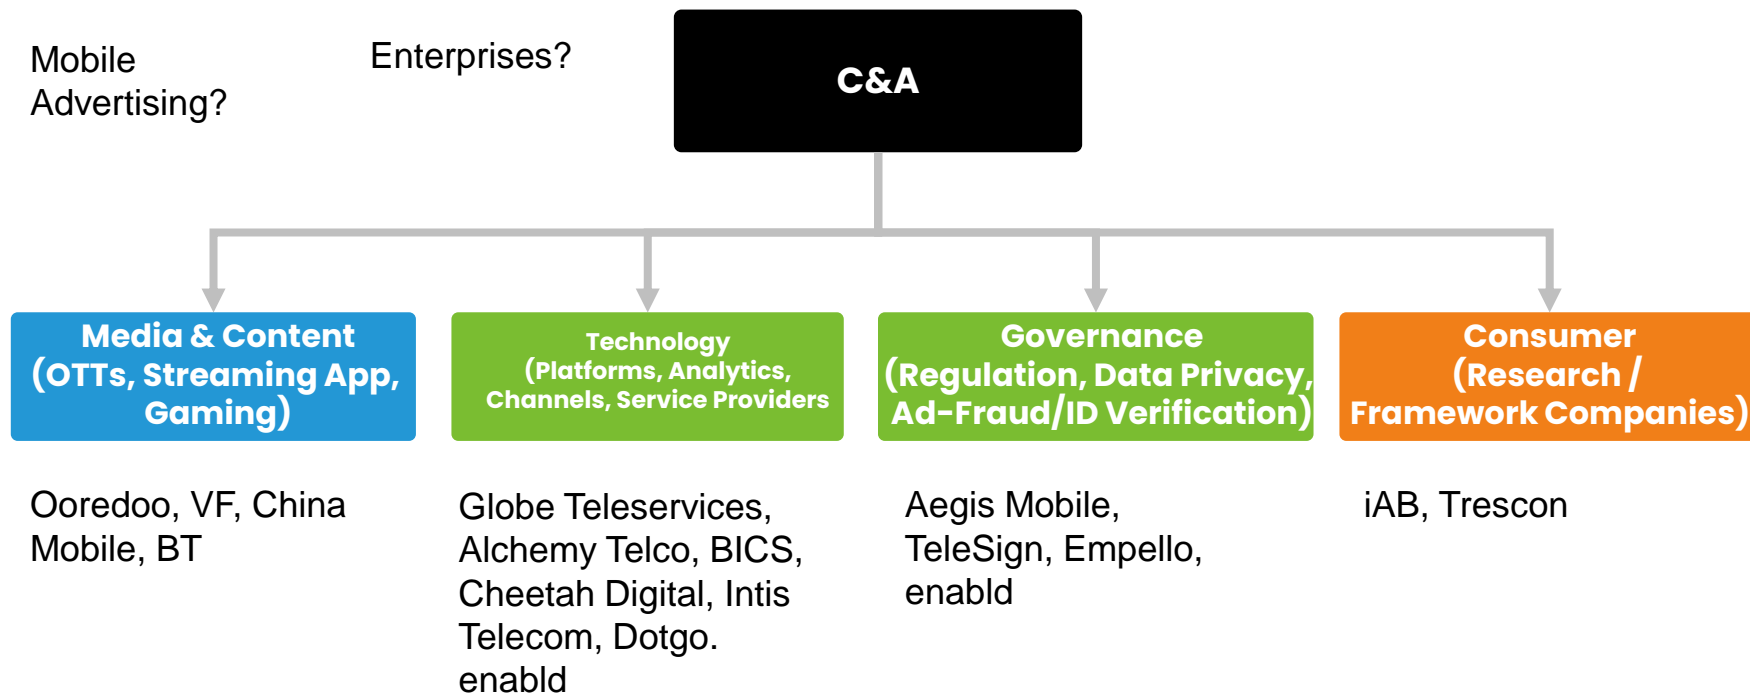 Mobile
Advertising?
Enterprises?
C&A
Media & Content
(OTTs, Streaming App,
Gaming)
Technology
(Platforms, Analytics,
Channels, Service Providers
Governance
(Regulation, Data Privacy,
Ad-Fraud/ID Verification)
Consumer
(Research /
Framework Companies)
Ooredoo, VF, China
Mobile, BT
Globe Teleservices,
Alchemy Telco, BICS,
Cheetah Digital, Intis
Telecom, Dotgo.
enabld
Aegis Mobile,
TeleSign, Empello,
enabld
iAB, Trescon